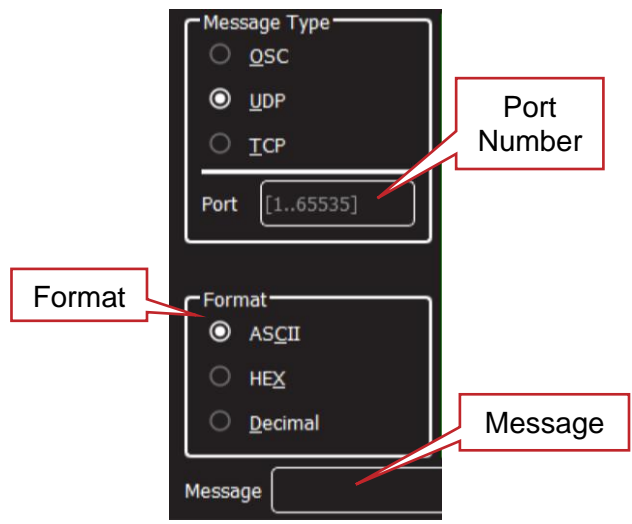 Message Type
OSC
UDP
Port
Number
TCP
Port [1..65535]
Format
Format
ASCII
HEX
Decimal
Message
Message